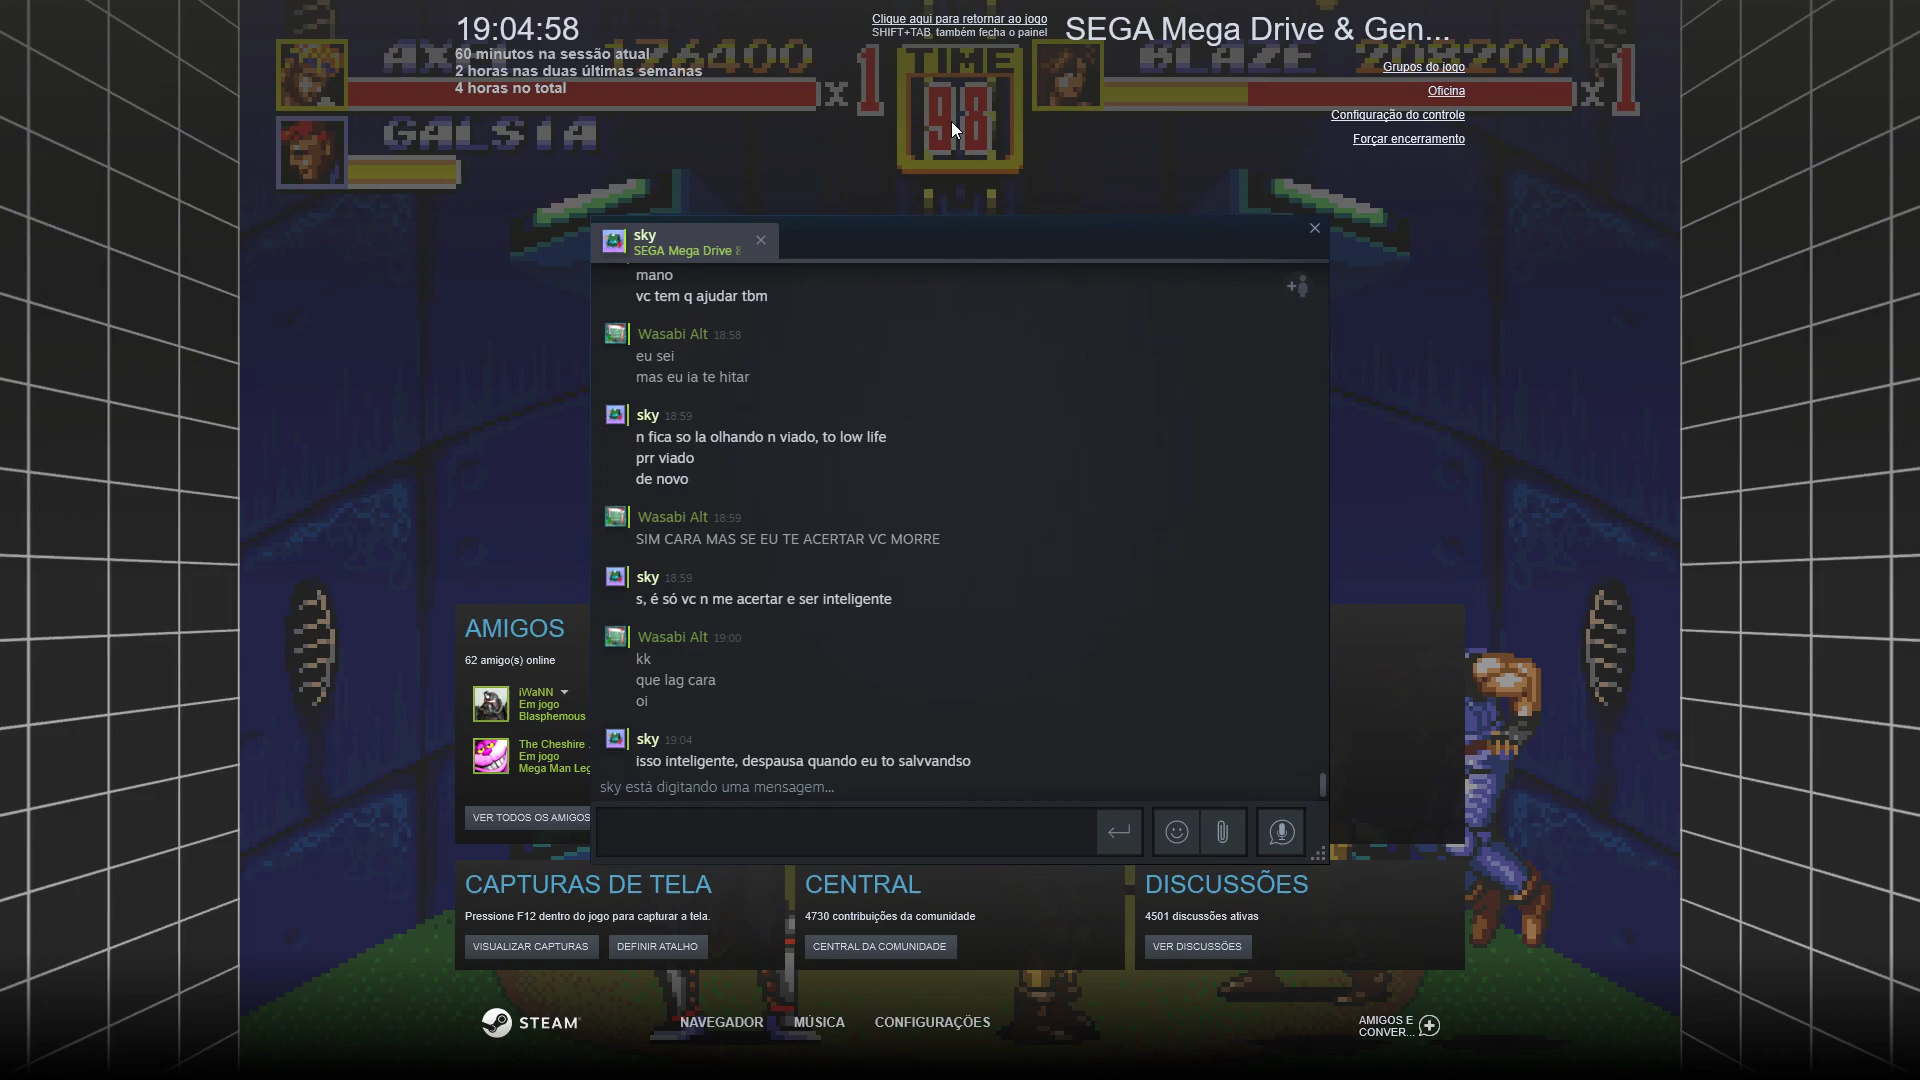 19:04:58
60 minutos na sessão atual
2 horas nas duas últimas semanas
4 horas no total
Clique aqui para retornar ao jogo
SHIFT+TAB também fecha o painel
SEGA Mega Drive & Gen...
Grupos do jogo
Oficina
Configuração do controle
Forçar encerramento
x1
TIME
98
BLAZE 208200
x1
GALSIA
sky
SEGA Mega Drive &
mano
vc tem q ajudar tbm
Wasabi Alt 18:58
eu sei
mas eu ia te hitar
sky 18:59
n fica so la olhando n viado, to low life
prr viado
de novo
Wasabi Alt 18:59
SIM CARA MAS SE EU TE ACERTAR VC MORRE
sky 18:59
s, é só vc n me acertar e ser inteligente
Wasabi Alt 19:00
kk
que lag cara
oi
sky 19:04
isso inteligente, despausa quando eu to salvvandso
sky está digitando uma mensagem...
AMIGOS
62 amigo(s) online
iWaNN
Em jogo
Blasphemous
The Cheshire
Em jogo
Mega Man Leg
VER TODOS OS AMIGOS
CAPTURAS DE TELA
Pressione F12 dentro do jogo para capturar a tela.
VISUALIZAR CAPTURAS
DEFINIR ATALHO
CENTRAL
4730 contribuições da comunidade
CENTRAL DA COMUNIDADE
DISCUSSÕES
4501 discussões ativas
VER DISCUSSÕES
STEAM
NAVEGADOR
MÚSICA
CONFIGURAÇÕES
AMIGOS E
CONVER...